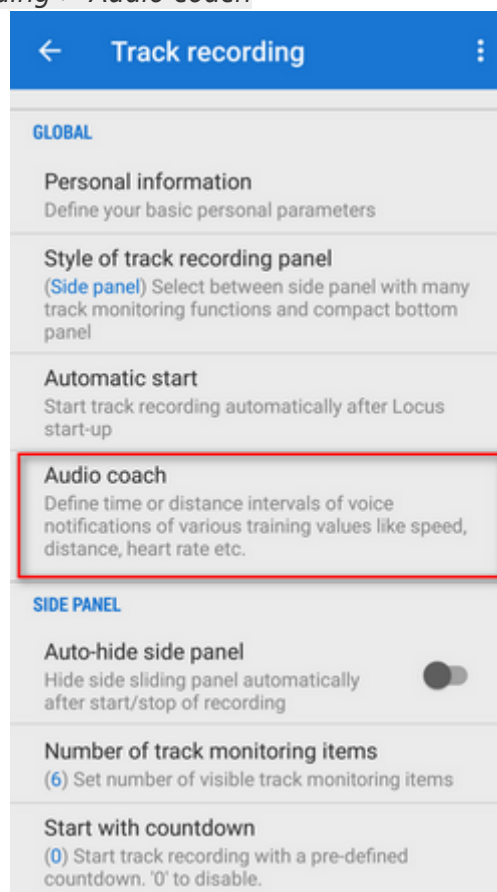 Track recording
GLOBAL
Personal information
Define your basic personal parameters
Style of track recording panel
(Side panel) Select between side panel with many
track monitoring functions and compact bottom
panel
Automatic start
Start track recording automatically after Locus
start-up
Audio coach
Define time or distance intervals of voice
notifications of various training values like speed,
distance, heart rate etc.
SIDE PANEL
Auto-hide side panel
Hide side sliding panel automatically
after start/stop of recording
Number of track monitoring items
(6) Set number of visible track monitoring items
Start with countdown
(0) Start track recording with a pre-defined
countdown. '0' to disable.